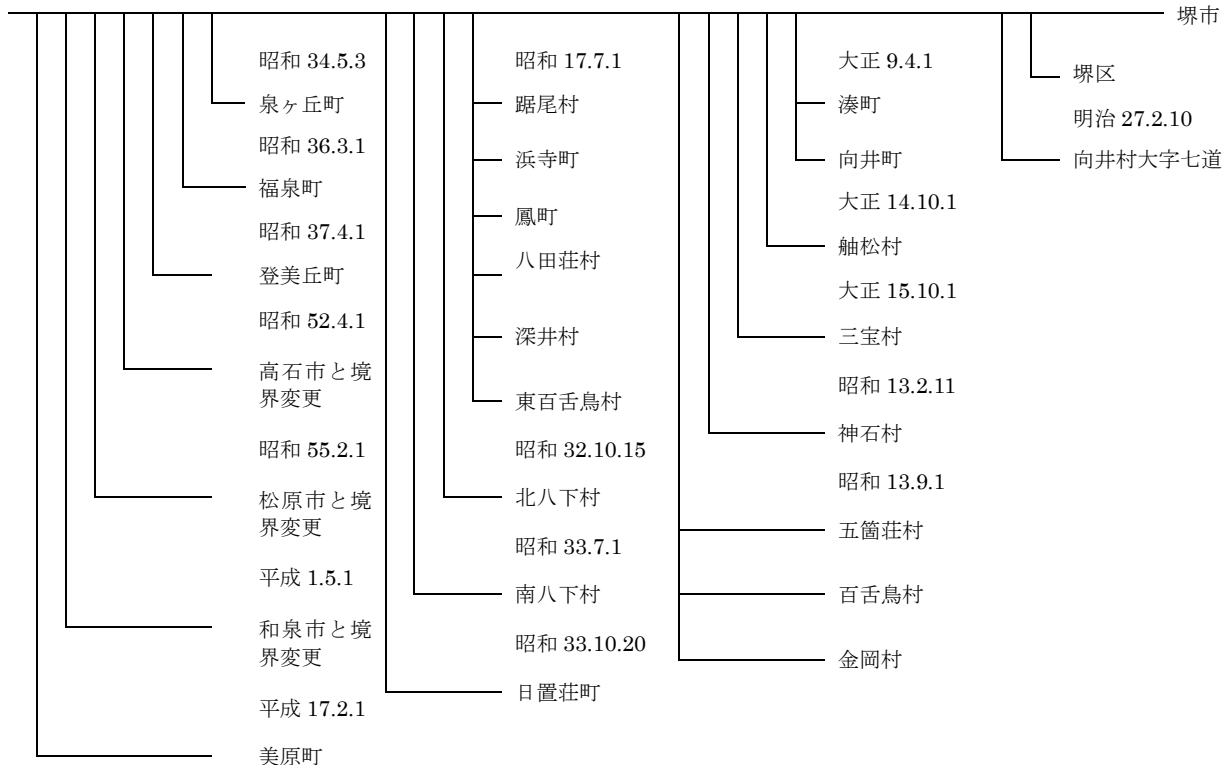 堺市
堺区
明治 27.2.10
向井村大字七道
大正 9.4.1
湊町
向井町
大正 14.10.1
舳松村
大正 15.10.1
三宝村
昭和 13.2.11
神石村
昭和 13.9.1
五箇荘村
百舌鳥村
金岡村
昭和 17.7.1
踞尾村
浜寺町
鳳町
八田荘村
深井村
東百舌鳥村
昭和 32.10.15
北八下村
昭和 33.7.1
南八下村
昭和 33.10.20
日置荘町
昭和 34.5.3
泉ヶ丘町
昭和 36.3.1
福泉町
昭和 37.4.1
登美丘町
昭和 52.4.1
高石市と境
界変更
昭和 55.2.1
松原市と境
界変更
平成 1.5.1
和泉市と境
界変更
平成 17.2.1
美原町